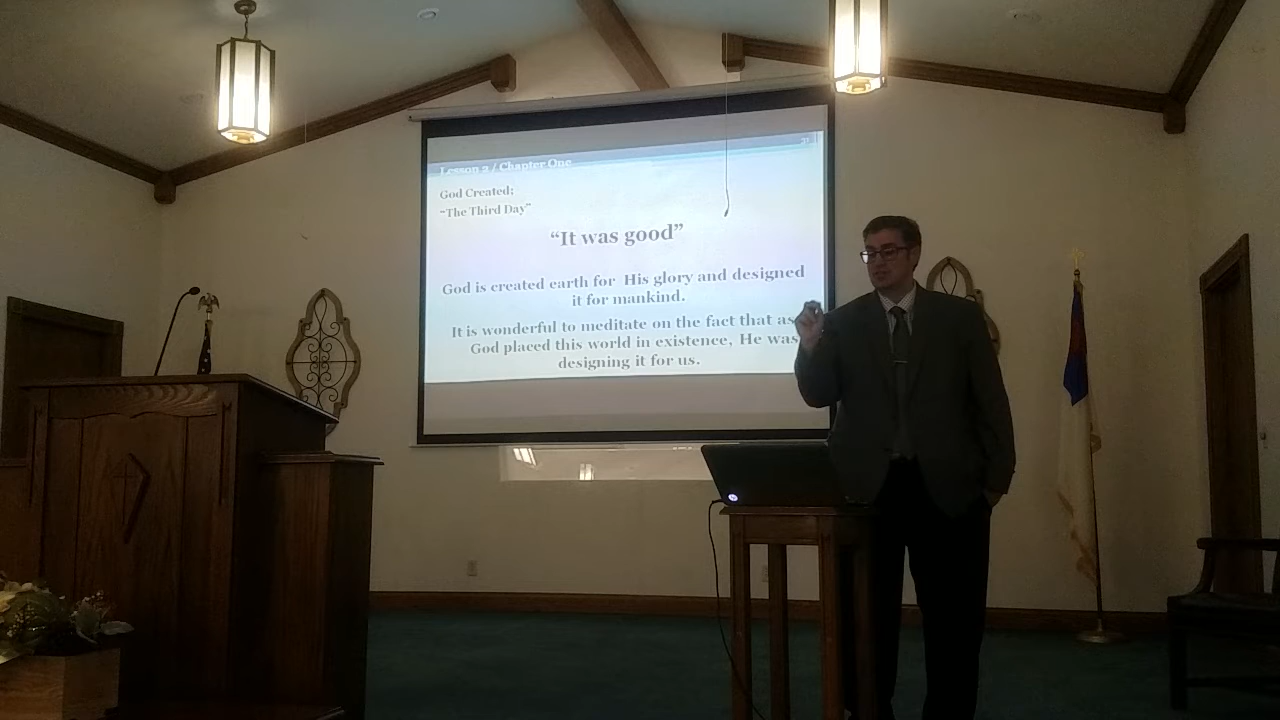 Lesson 2 / Chapter One
God Created:
“The Third Day”
“It was good”
God is created earth for His glory and designed
it for mankind.
It is wonderful to meditate on the fact that as
God placed this world in existence, He was
designing it for us.